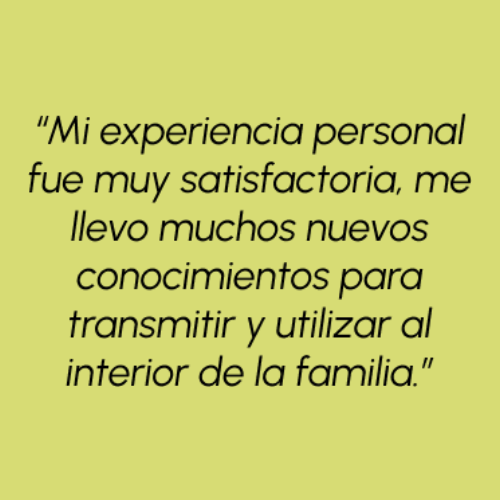 “Mi experiencia personal
fue muy satisfactoria, me
llevo muchos nuevos
conocimientos para
transmitir y utilizar al
interior de la familia.”